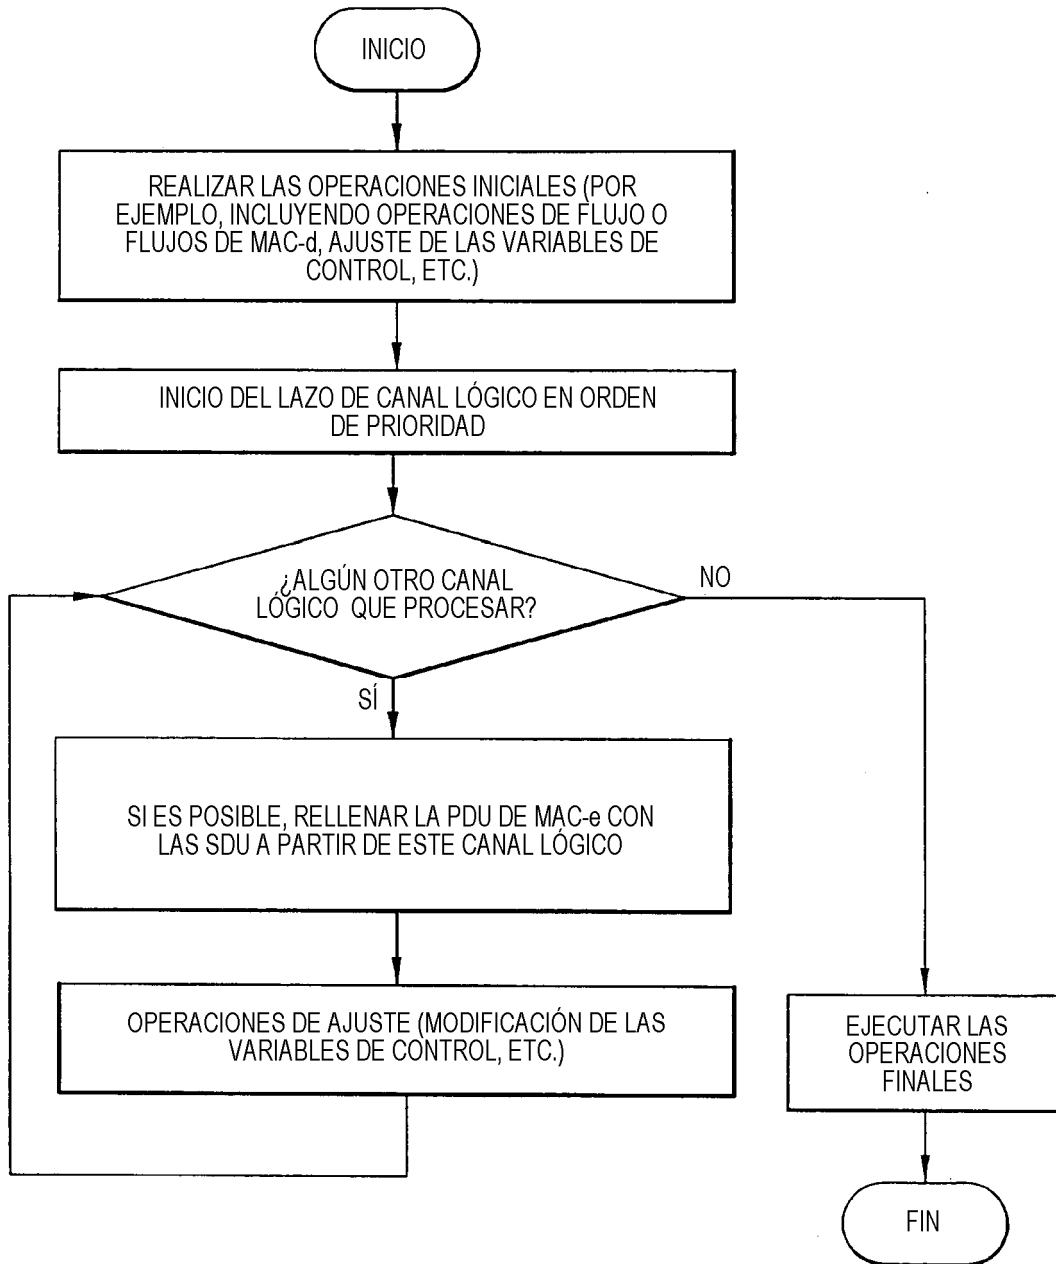 INICIO
REALIZAR LAS OPERACIONES INICIALES (POR
EJEMPLO, INCLUYENDO OPERACIONES DE FLUJO O
FLUJOS DE MAC-d, AJUSTE DE LAS VARIABLES DE
CONTROL, ETC.)
INICIO DEL LAZO DE CANAL LÓGICO EN ORDEN
DE PRIORIDAD
¿ALGÚN OTRO CANAL
LÓGICO QUE PROCESAR?
NO
SÍ
SI ES POSIBLE, RELLENAR LA PDU DE MAC-e CON
LAS SDU A PARTIR DE ESTE CANAL LÓGICO
OPERACIONES DE AJUSTE (MODIFICACIÓN DE LAS
VARIABLES DE CONTROL, ETC.)
EJECUTAR LAS
OPERACIONES
FINALES
FIN